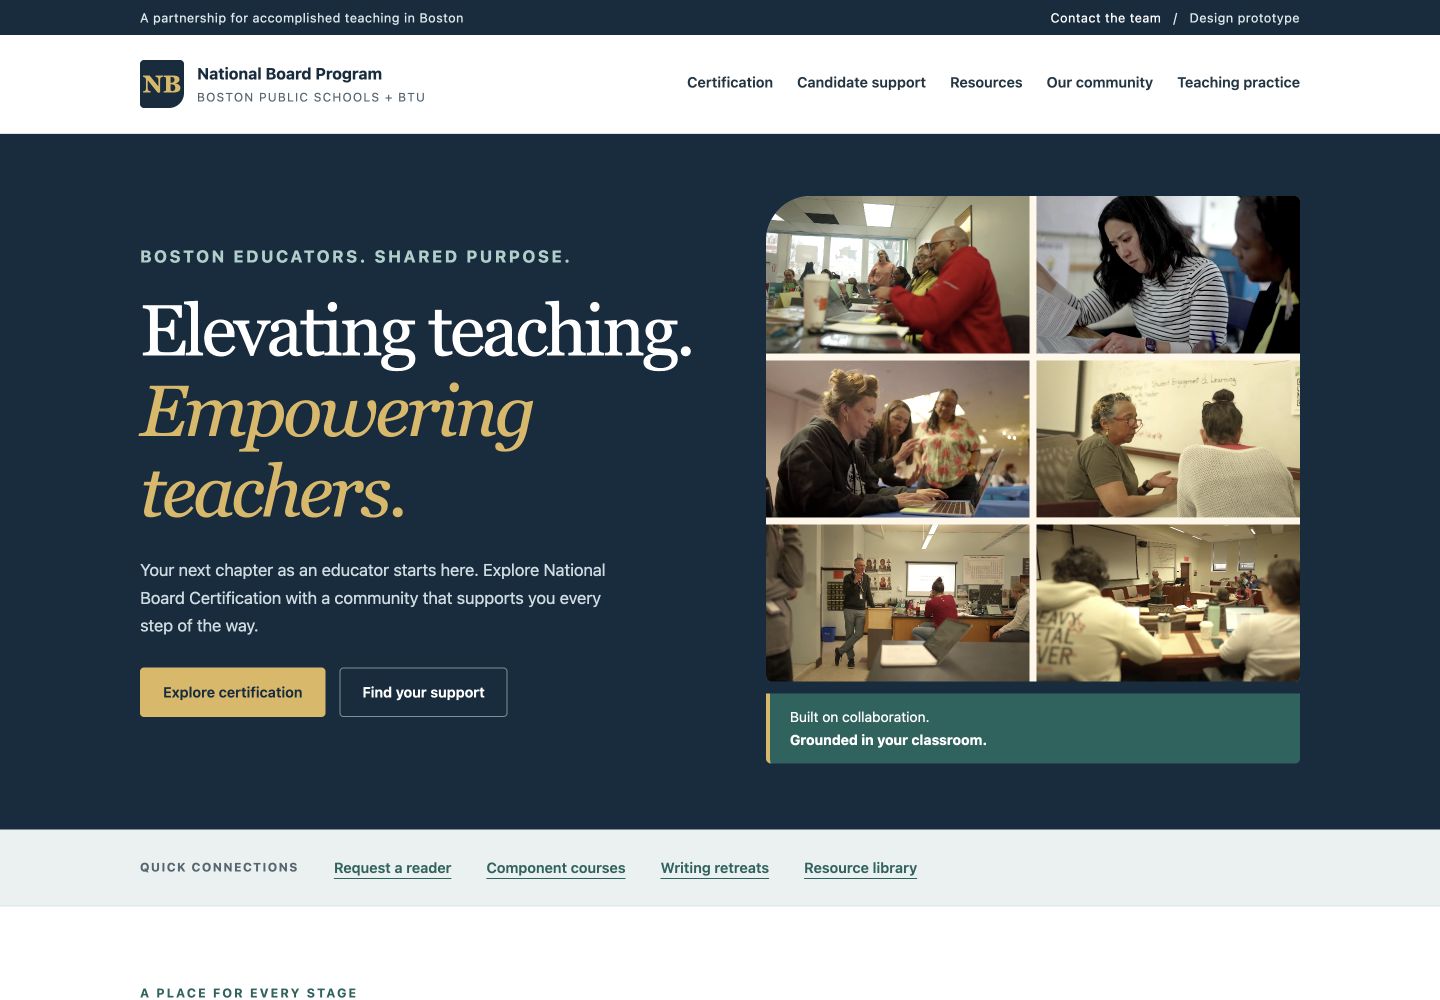 A partnership for accomplished teaching in Boston
Contact the team / Design prototype
NB
National Board Program
BOSTON PUBLIC SCHOOLS + BTU
Certification Candidate support Resources Our community Teaching practice
BOSTON EDUCATORS. SHARED PURPOSE.
Elevating teaching.
Empowering
teachers.
Your next chapter as an educator starts here. Explore National
Board Certification with a community that supports you every
step of the way.
Explore certification
Find your support
Student Engagement & Learning
Built on collaboration.
Grounded in your classroom.
QUICK CONNECTIONS Request a reader Component courses Writing retreats Resource library
A PLACE FOR EVERY STAGE